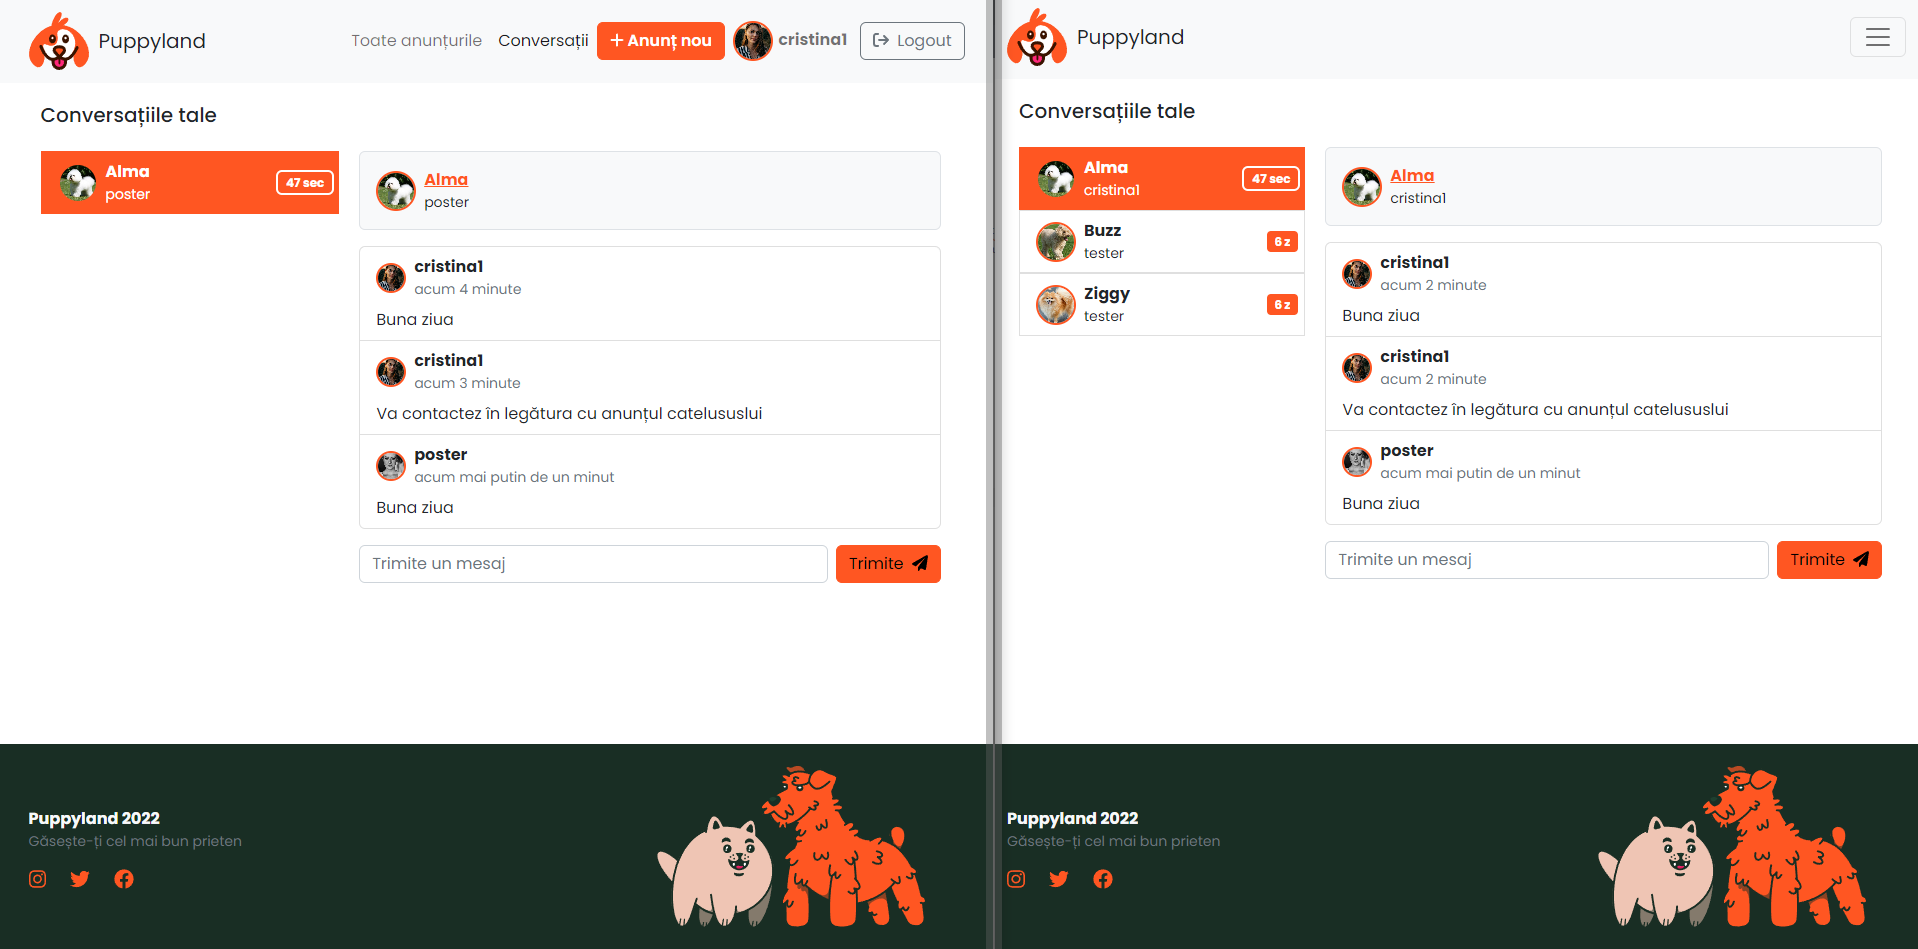 Puppyland
Toate anunțurile
Conversații
+ Anunț nou
cristina1
Logout
Conversațiile tale
Alma
poster
47 sec
Alma
poster
cristina1
acum 4 minute
Buna ziua
cristina1
acum 3 minute
Va contactez în legătura cu anunțul catelususlui
poster
acum mai putin de un minut
Buna ziua
Trimite un mesaj
Trimite
Puppyland 2022
Găsește-ți cel mai bun prieten
Puppyland
Conversațiile tale
Alma
cristina1
47 sec
Buzz
tester
6 z
Ziggy
tester
6 z
Alma
cristina1
cristina1
acum 2 minute
Buna ziua
cristina1
acum 2 minute
Va contactez în legătura cu anunțul catelususlui
poster
acum mai putin de un minut
Buna ziua
Trimite un mesaj
Trimite
Puppyland 2022
Găsește-ți cel mai bun prieten